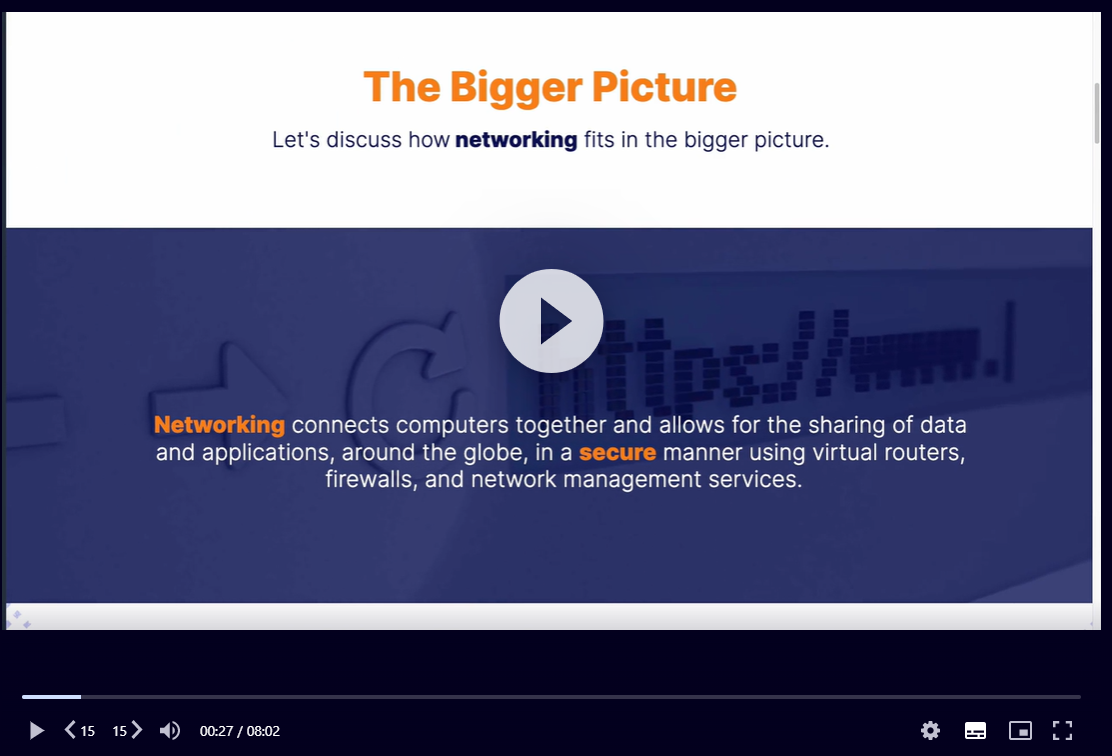 The Bigger Picture
Let's discuss how networking fits in the bigger picture.
https://www.
Networking connects computers together and allows for the sharing of data
and applications, around the globe, in a secure manner using virtual routers,
firewalls, and network management services.
15 15 00:27 / 08:02